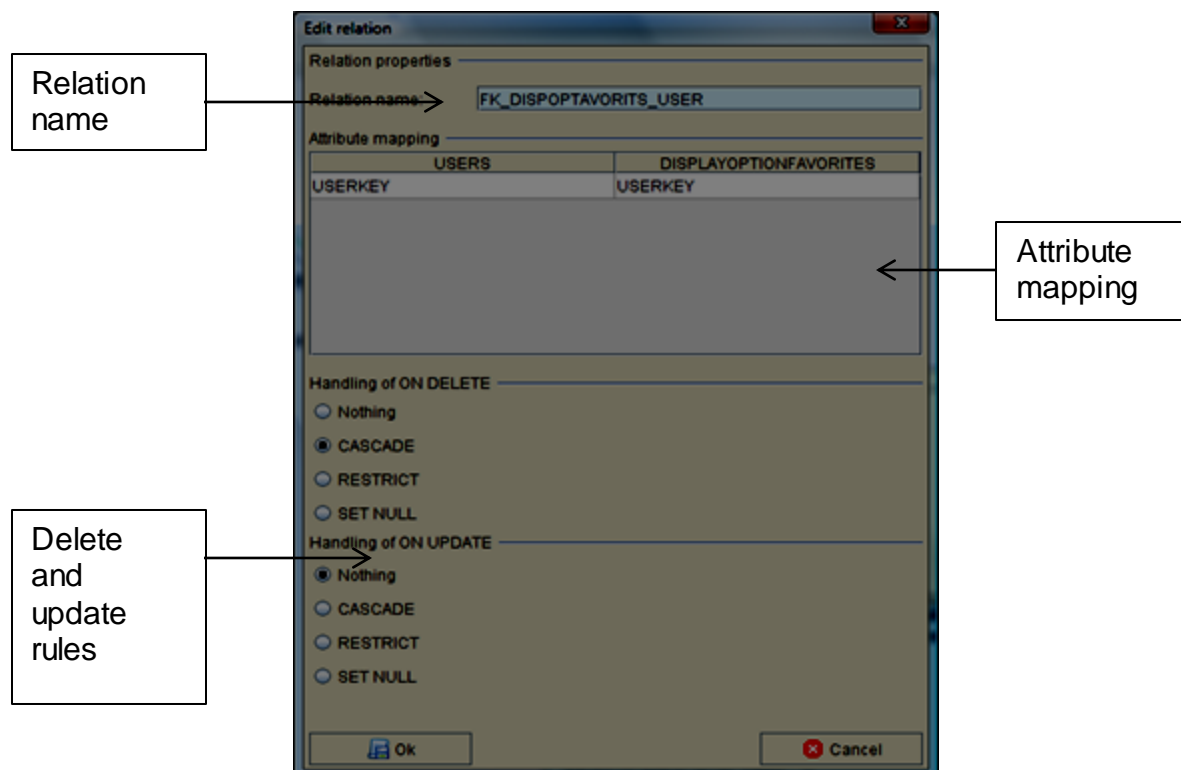 Edit relation
Relation properties
Relation name
Relation name:
FK_DISPOPTAVORITS_USER
Attribute mapping
USERS DISPLAYOPTIONFAVORITES
USERKEY USERKEY
Attribute
mapping
Handling of ON DELETE
Nothing
CASCADE
RESTRICT
SET NULL
Delete
and
update
rules
Handling of ON UPDATE
Nothing
CASCADE
RESTRICT
SET NULL
Ok Cancel